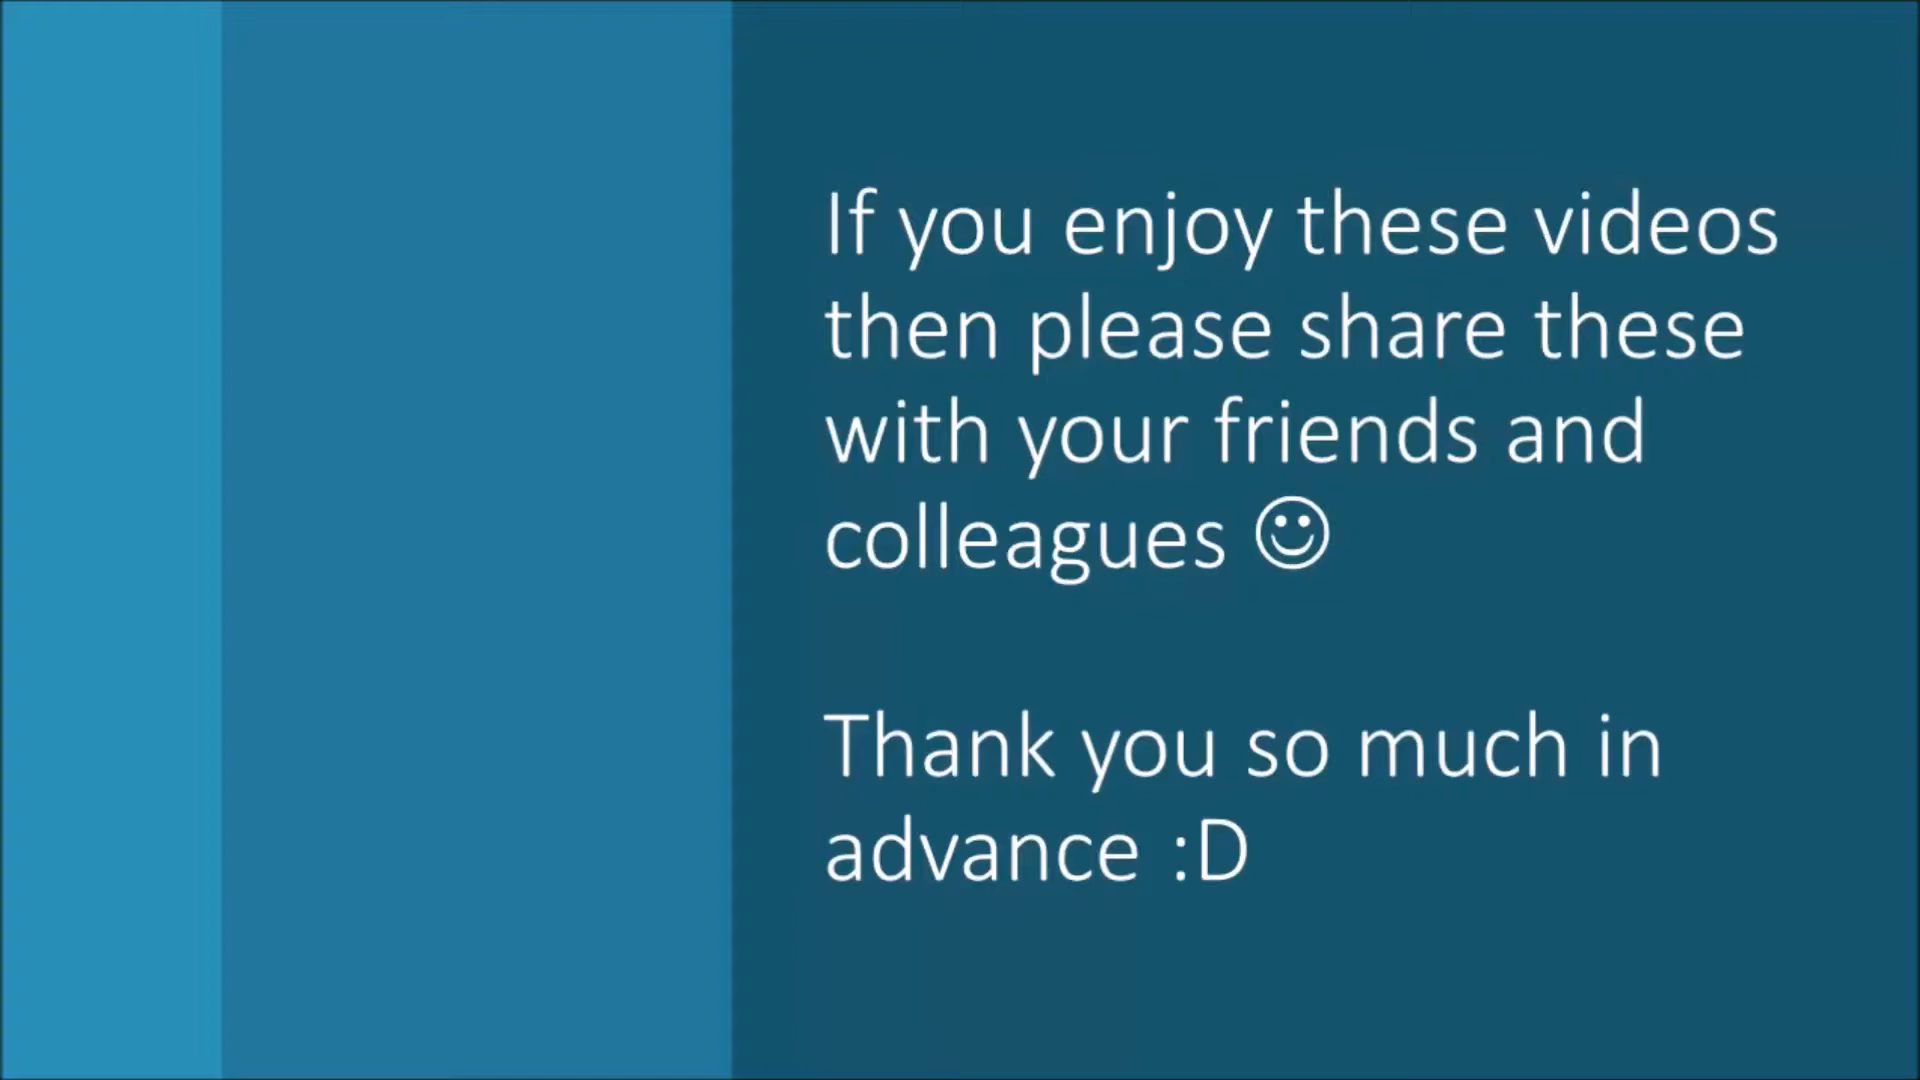 If you enjoy these videos
then please share these
with your friends and
colleagues ☺
Thank you so much in
advance :D